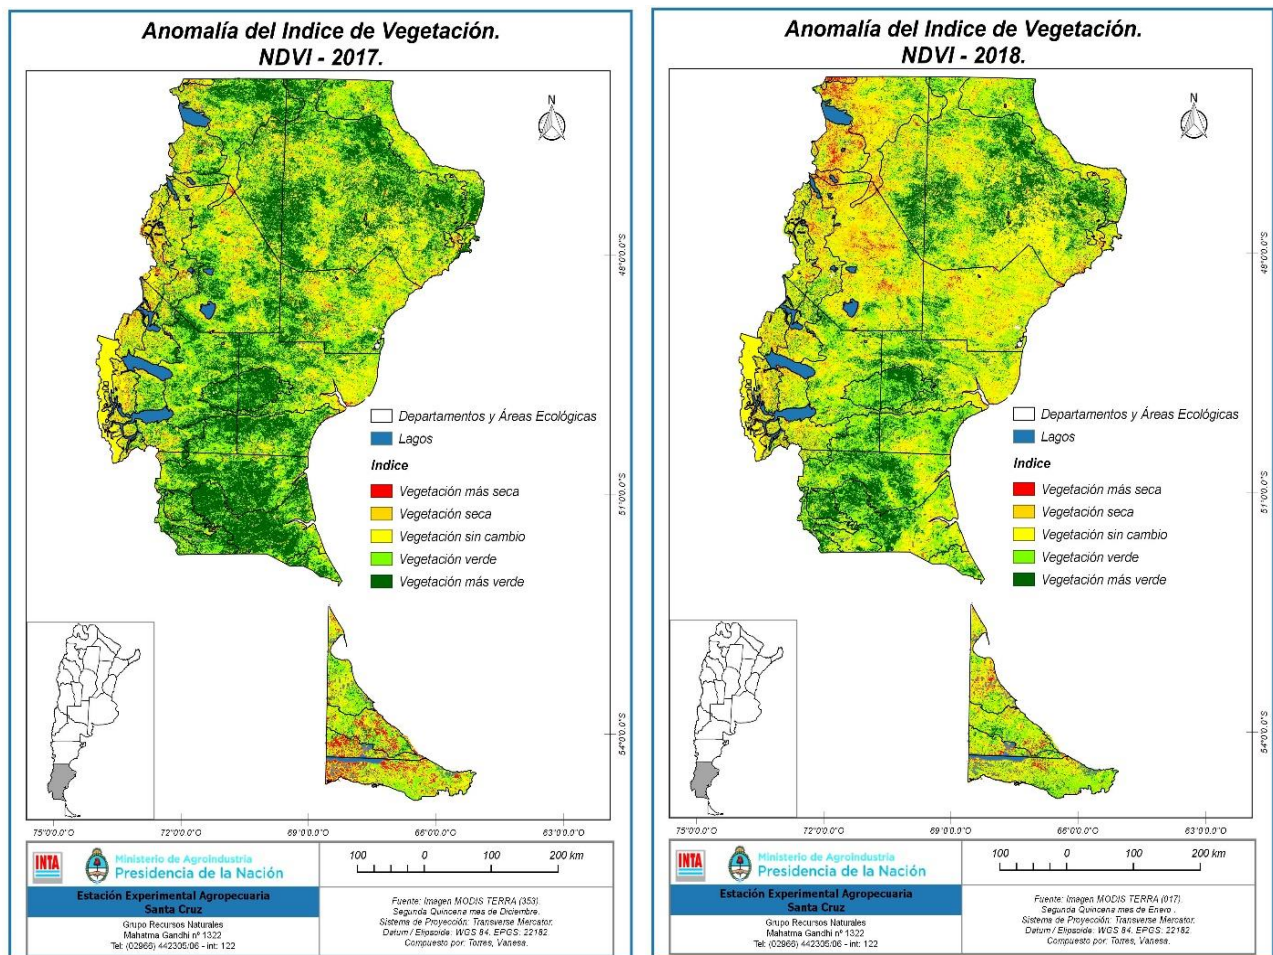 Anomalía del Indice de Vegetación.
NDVI - 2017.
N
48°0'0.0"S
51°0'0.0"S
54°0'0.0"S
Departamentos y Áreas Ecológicas
Lagos
Indice
Vegetación más seca
Vegetación seca
Vegetación sin cambio
Vegetación verde
Vegetación más verde
75°0'0.0"O
72°0'0.0"O
69°0'0.0"O
66°0'0.0"O
63°0'0.0"O
INTA
Ministerio de Agroindustria
Presidencia de la Nación
Estación Experimental Agropecuaria
Santa Cruz
Grupo Recursos Naturales
Mahatma Gandhi nº 1322
Tel: (02966) 442305/06 - int: 122
100 0 100 200 km
Fuente: Imagen MODIS TERRA (353)
Segunda Quincena mes de Diciembre.
Sistema de Proyección: Transverse Mercator.
Datum / Elipsoide: WGS 84. EPGS: 22182
Compuesto por: Torres, Vanesa.
Anomalía del Indice de Vegetación.
NDVI - 2018.
N
48°0'0.0"S
51°0'0.0"S
54°0'0.0"S
Departamentos y Áreas Ecológicas
Lagos
Indice
Vegetación más seca
Vegetación seca
Vegetación sin cambio
Vegetación verde
Vegetación más verde
75°0'0.0"O
72°0'0.0"O
69°0'0.0"O
66°0'0.0"O
63°0'0.0"O
INTA
Ministerio de Agroindustria
Presidencia de la Nación
Estación Experimental Agropecuaria
Santa Cruz
Grupo Recursos Naturales
Mahatma Gandhi nº 1322
Tel: (02966) 442305/06 - int: 122
100 0 100 200 km
Fuente: Imagen MODIS TERRA (017)
Segunda Quincena mes de Enero .
Sistema de Proyección: Transverse Mercator.
Datum / Elipsoide: WGS 84. EPGS: 22182
Compuesto por: Torres, Vanesa.